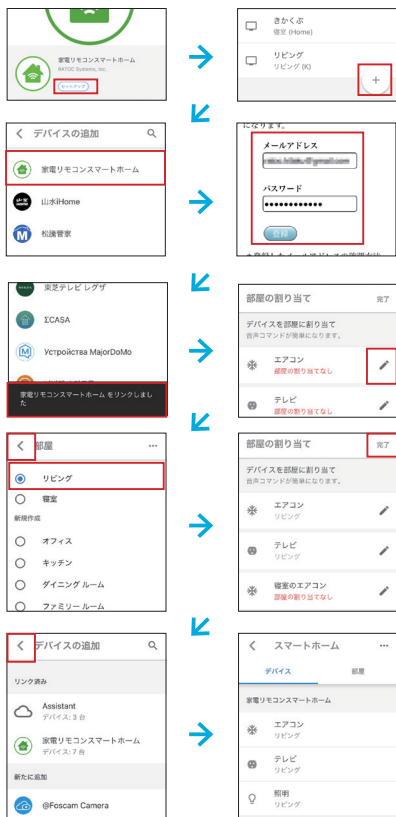 家電リモコンスマートホーム
RATOC Systems, Inc.
セットアップ
きかくぶ
寝室 (Home)
リビング
リビング (K)
+
デバイスの追加
家電リモコンスマートホーム
山水iHome
松騰管家
になります。
メールアドレス
パスワード
••••••••••••
登録
東芝テレビ レグザ
ΣCASA
Устройства MajorDoMo
家電リモコンスマートホーム をリンクしまし
た
部屋の割り当て 完了
デバイスを部屋に割り当て
音声コマンドが簡単になります。
エアコン
部屋の割り当てなし
テレビ
部屋の割り当てなし
部屋
リビング
寝室
新規作成
オフィス
キッチン
ダイニング ルーム
ファミリー ルーム
部屋の割り当て 完了
デバイスを部屋に割り当て
音声コマンドが簡単になります。
エアコン
リビング
テレビ
リビング
寝室のエアコン
部屋の割り当てなし
デバイスの追加
リンク済み
Assistant
デバイス: 3 台
家電リモコンスマートホーム
デバイス: 7 台
新たに追加
@Foscam Camera
スマートホーム
デバイス 部屋
家電リモコンスマートホーム
エアコン
リビング
テレビ
リビング
照明
リビング